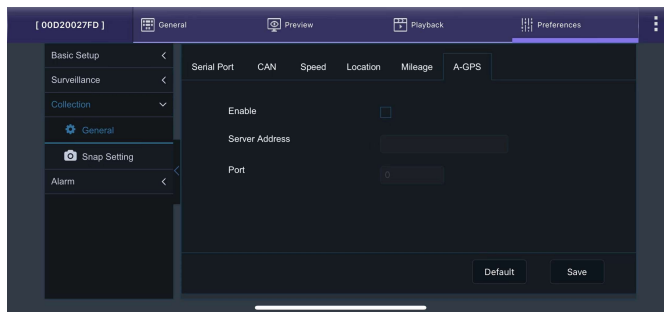 [ 00D20027FD ] General Preview Playback Preferences
Basic Setup
Surveillance
Collection
General
Snap Setting
Alarm
Serial Port CAN Speed Location Mileage A-GPS
Enable
Server Address
Port 0
Default Save